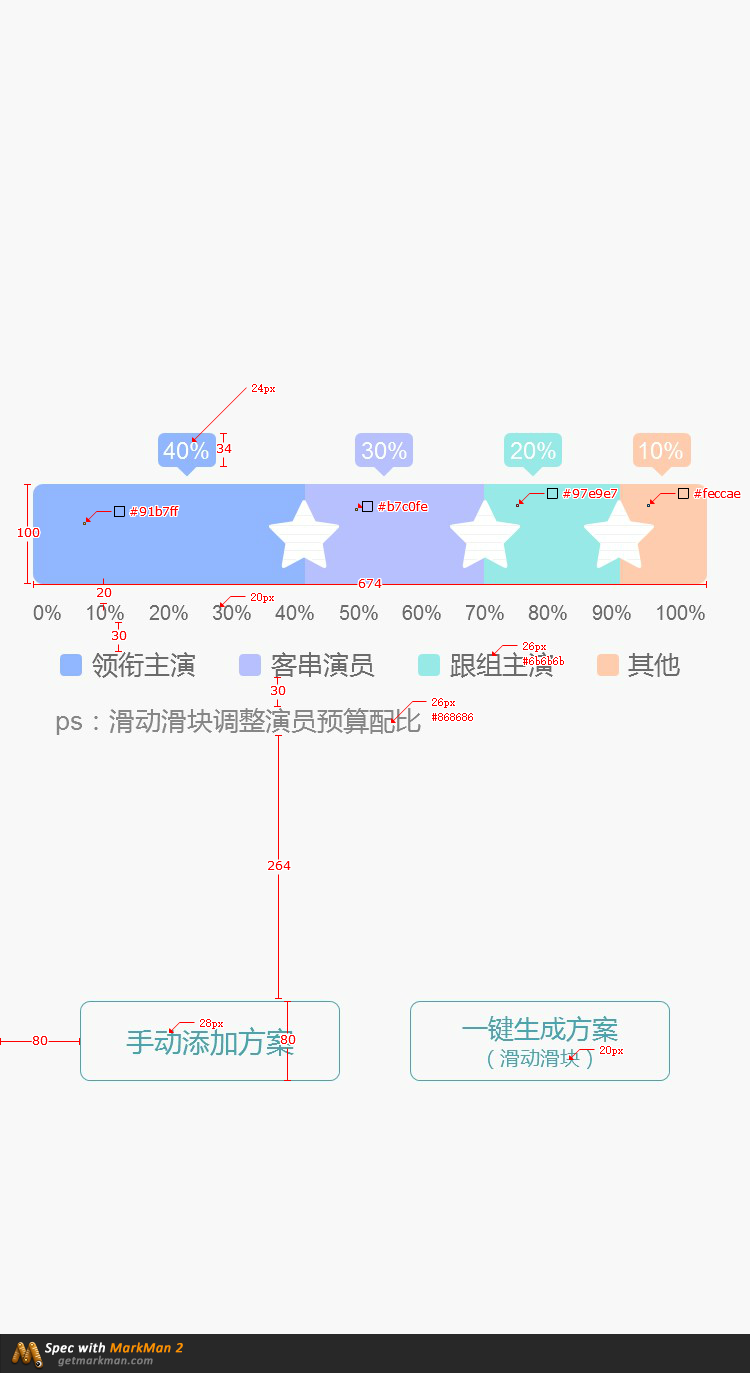 24px
40% 34 30% 20% 10%
#91b7ff #b7c0fe #97e9e7 #feccae
100
674
20 20px
0% 10% 20% 30% 40% 50% 60% 70% 80% 90% 100%
30
26px
#6b6b6b
领衔主演 客串演员 跟组主演 其他
30
26px
#868686
ps：滑动滑块调整演员预算配比
264
28px
80 手动添加方案 80
一键生成方案
（滑动滑块） 20px
Spec with MarkMan 2
getmarkman.com